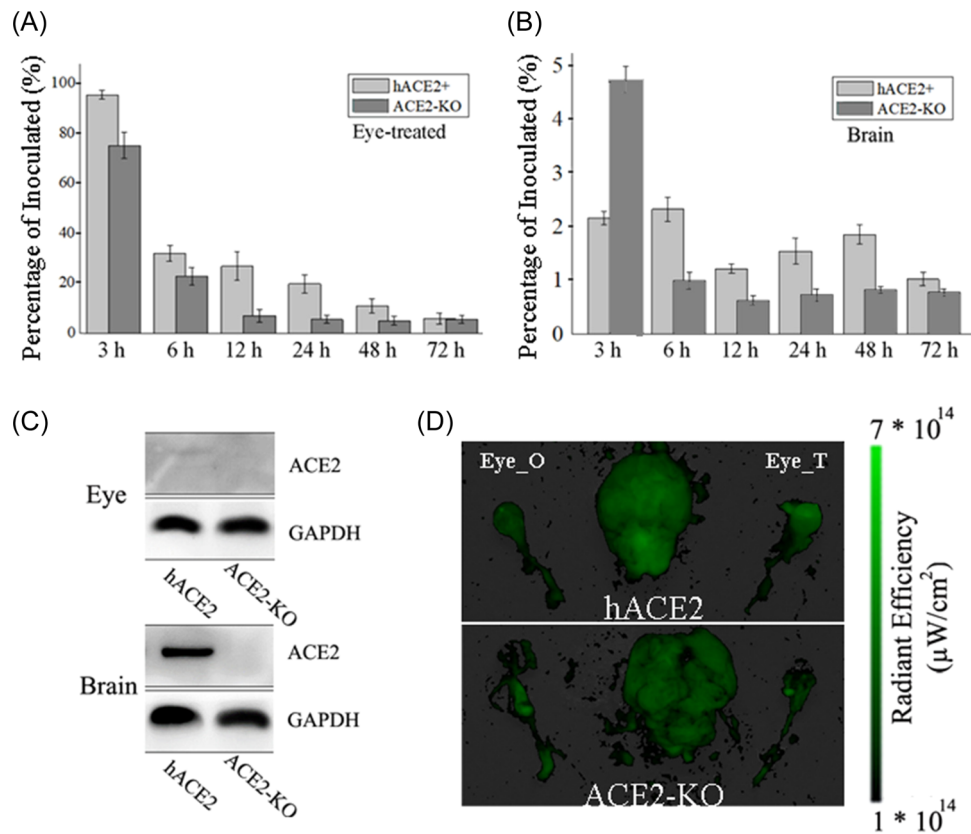 (A)
Percentage of Inoculated (%)
100
80
60
40
20
0
hACE2+
ACE2-KO
Eye-treated
3 h 6 h 12 h 24 h 48 h 72 h
(B)
Percentage of Inoculated (%)
5
4
3
2
1
0
hACE2+
ACE2-KO
Brain
3 h 6 h 12 h 24 h 48 h 72 h
(C)
Eye
ACE2
GAPDH
hACE2
ACE2-KO
Brain
ACE2
GAPDH
hACE2
ACE2-KO
(D)
Eye_O
Eye_T
hACE2
ACE2-KO
7 * 10^14
Radiant Efficiency
(μW/cm²)
1 * 10^14